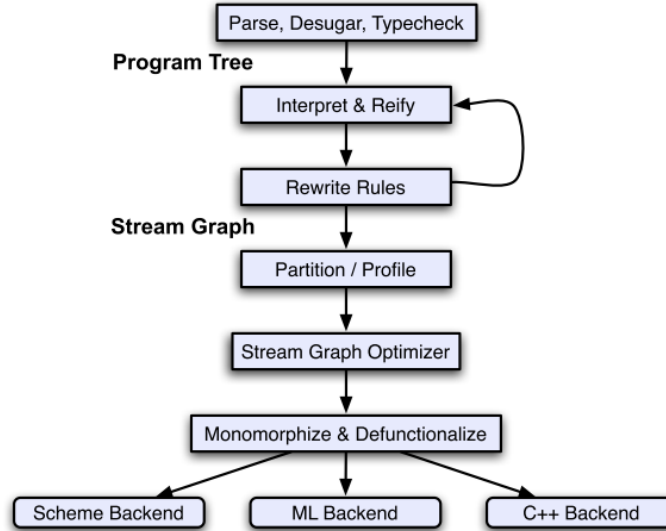 Parse, Desugar, Typecheck
Program Tree
Interpret & Reify
Rewrite Rules
Stream Graph
Partition / Profile
Stream Graph Optimizer
Monomorphize & Defunctionalize
Scheme Backend
ML Backend
C++ Backend